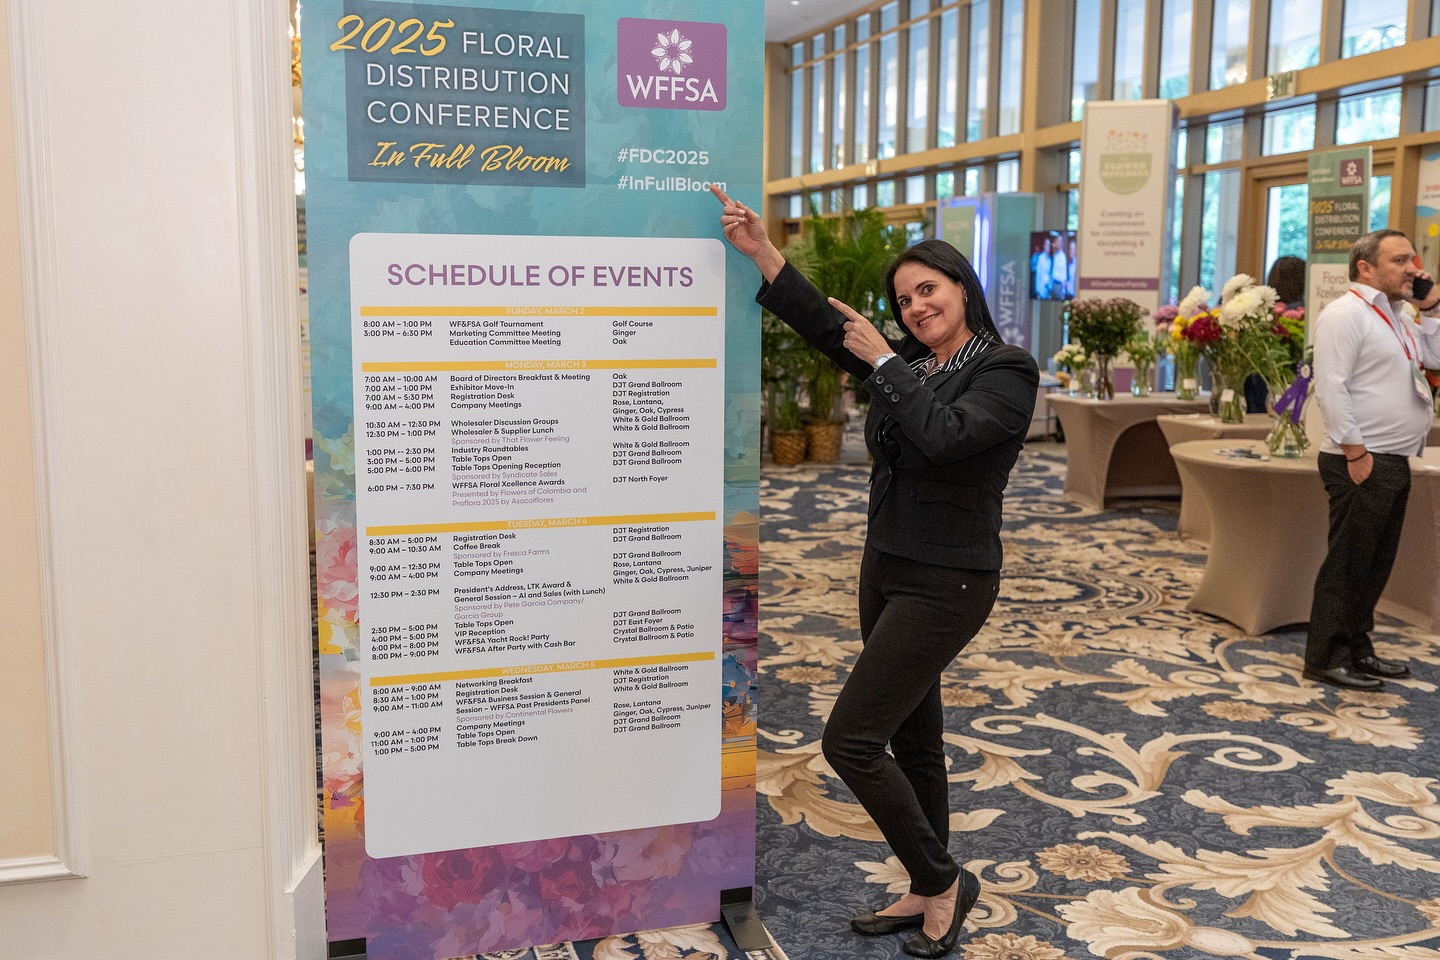 2025 FLORAL
DISTRIBUTION
CONFERENCE
In Full Bloom
WFFSA
#FDC2025
#InFullBloom
SCHEDULE OF EVENTS
SUNDAY, MARCH 2
8:00 AM – 1:00 PM WF&FSA Golf Tournament Golf Course
3:00 PM – 6:30 PM Marketing Committee Meeting Ginger
Education Committee Meeting Oak
MONDAY, MARCH 3
7:00 AM – 10:00 AM Board of Directors Breakfast & Meeting Oak
7:00 AM – 1:00 PM Exhibitor Move-In DJT Grand Ballroom
7:00 AM – 5:30 PM Registration Desk DJT Registration
9:00 AM – 4:00 PM Company Meetings Rose, Lantana,
Ginger, Oak, Cypress
10:30 AM – 12:30 PM Wholesaler Discussion Groups White & Gold Ballroom
12:30 PM – 1:00 PM Wholesaler & Supplier Lunch White & Gold Ballroom
Sponsored by That Flower Feeling
1:00 PM -- 2:30 PM Industry Roundtables White & Gold Ballroom
3:00 PM – 5:00 PM Table Tops Open DJT Grand Ballroom
5:00 PM – 6:00 PM Table Tops Opening Reception DJT Grand Ballroom
Sponsored by Syndicate Sales
6:00 PM – 7:30 PM WFFSA Floral Xcellence Awards DJT North Foyer
Presented by Flowers of Colombia and
Proflora 2025 by Asocolflores
TUESDAY, MARCH 4
8:30 AM – 5:00 PM Registration Desk DJT Registration
9:00 AM – 10:30 AM Coffee Break DJT Grand Ballroom
Sponsored by Fresca Farms
9:00 AM – 12:30 PM Table Tops Open DJT Grand Ballroom
9:00 AM – 4:00 PM Company Meetings Rose, Lantana
Ginger, Oak, Cypress, Juniper
12:30 PM – 2:30 PM President's Address, LTK Award & White & Gold Ballroom
General Session – AI and Sales (with Lunch)
Sponsored by Pete Garcia Company/
Garcia Group
2:30 PM – 5:00 PM Table Tops Open DJT Grand Ballroom
4:00 PM – 5:00 PM VIP Reception DJT East Foyer
6:00 PM – 8:00 PM WF&FSA Yacht Rock! Party Crystal Ballroom & Patio
8:00 PM – 9:00 PM WF&FSA After Party with Cash Bar Crystal Ballroom & Patio
WEDNESDAY, MARCH 5
8:00 AM – 9:00 AM Networking Breakfast White & Gold Ballroom
8:30 AM – 1:00 PM Registration Desk DJT Registration
9:00 AM – 11:00 AM WF&FSA Business Session & General White & Gold Ballroom
Session – WFFSA Past Presidents Panel
Sponsored by Continental Flowers
9:00 AM – 4:00 PM Company Meetings Rose, Lantana
Ginger, Oak, Cypress, Juniper
11:00 AM – 1:00 PM Table Tops Open DJT Grand Ballroom
1:00 PM – 5:00 PM Table Tops Break Down DJT Grand Ballroom
WFFSA
FLOWER
MOVEMENT
Creating an
environment
for collaboration,
storytelling &
oneness.
WFFSA
2025 FLORAL
DISTRIBUTION
CONFERENCE
In Full Bloom
Floral